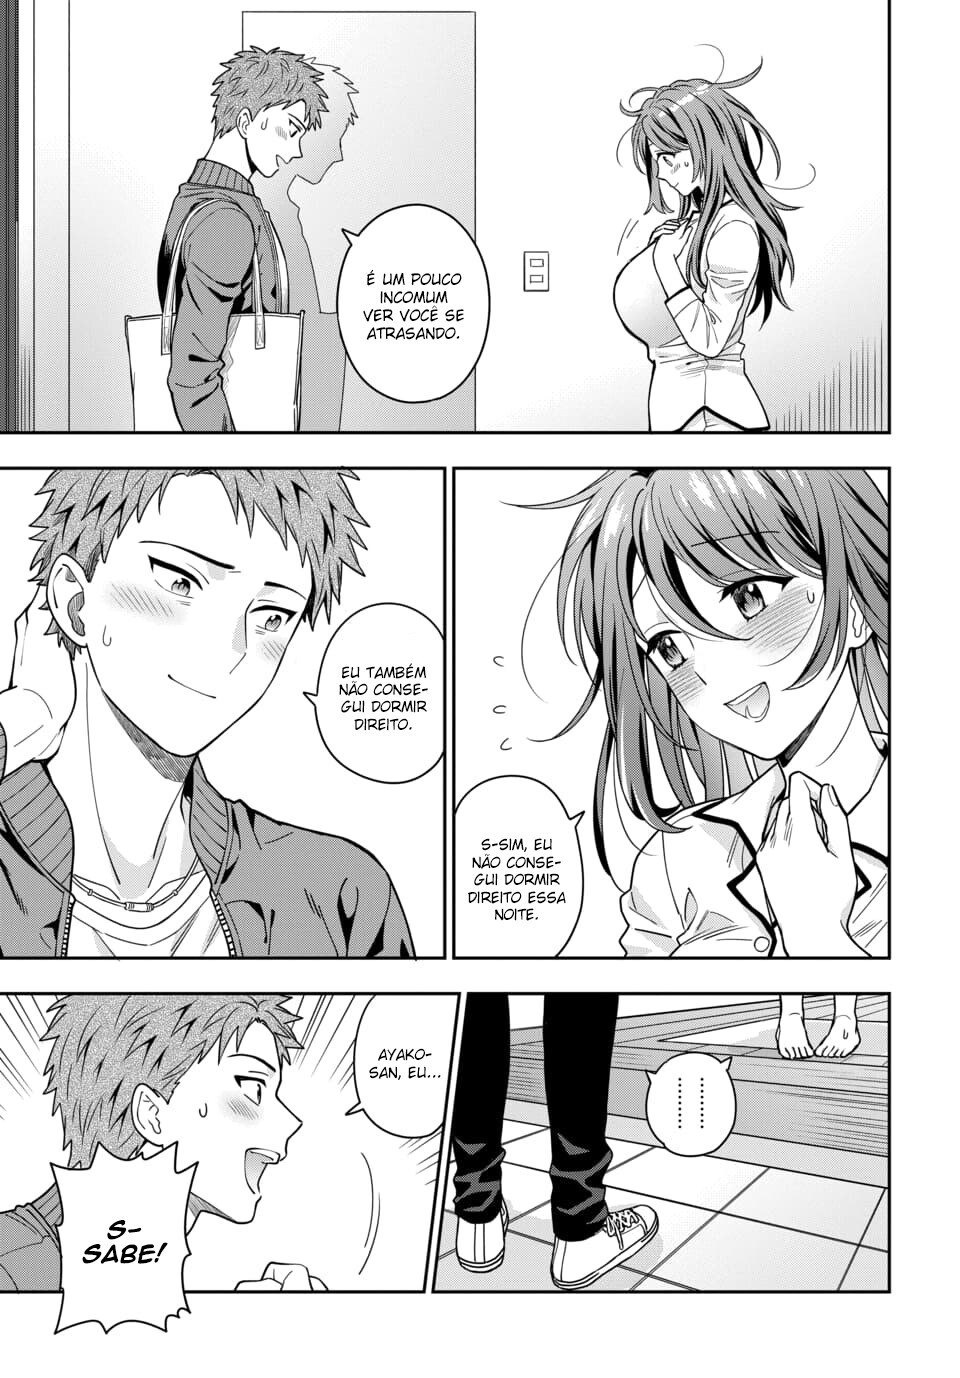 É UM POUCO
INCOMUM
VER VOCÊ SE
ATRASANDO.
S-SIM, EU
NÃO CONSE-
GUI DORMIR
DIREITO ESSA
NOITE.
EU TAMBÉM
NÃO CONSE-
GUI DORMIR
DIREITO.
...... ......
AYAKO-
SAN, EU...
S-
SABE!